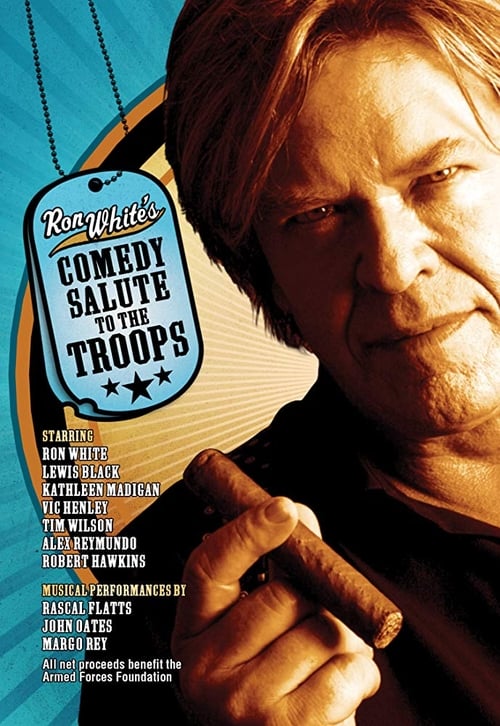 Ron White's
COMEDY
SALUTE
TO THE
TROOPS
STARRING
RON WHITE
LEWIS BLACK
KATHLEEN MADIGAN
VIC HENLEY
TIM WILSON
ALEX REYMUNDO
ROBERT HAWKINS
MUSICAL PERFORMANCES BY
RASCAL FLATTS
JOHN OATES
MARGO REY
All net proceeds benefit the
Armed Forces Foundation